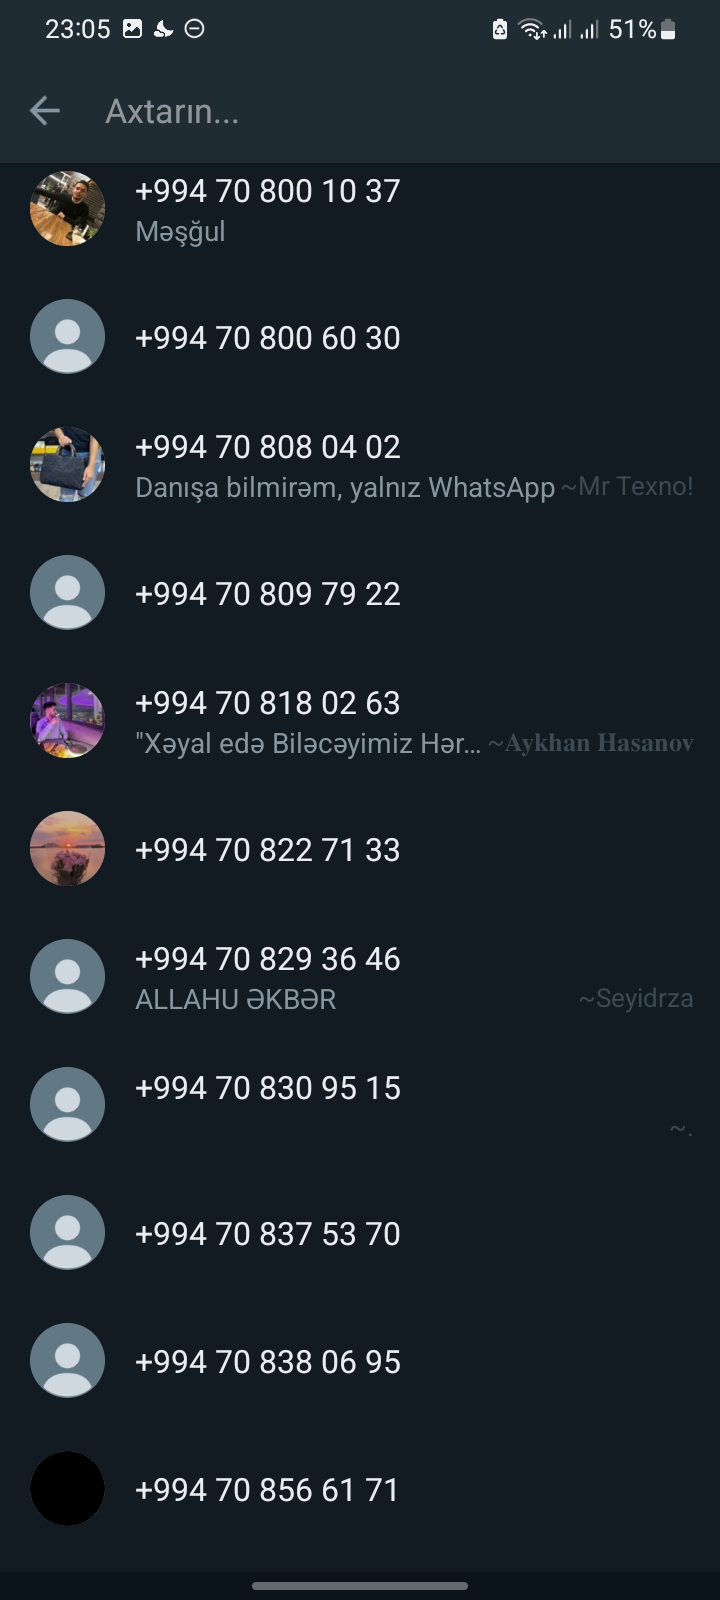 23:05
51%
Axtarın...
+994 70 800 10 37
Məşğul
+994 70 800 60 30
+994 70 808 04 02
Danışa bilmirəm, yalnız WhatsApp ~Mr Texno!
+994 70 809 79 22
+994 70 818 02 63
"Xəyal edə Biləcəyimiz Hər... ~Aykhan Hasanov
+994 70 822 71 33
+994 70 829 36 46
ALLAHU ƏKBƏR ~Seyidrza
+994 70 830 95 15
~.
+994 70 837 53 70
+994 70 838 06 95
+994 70 856 61 71